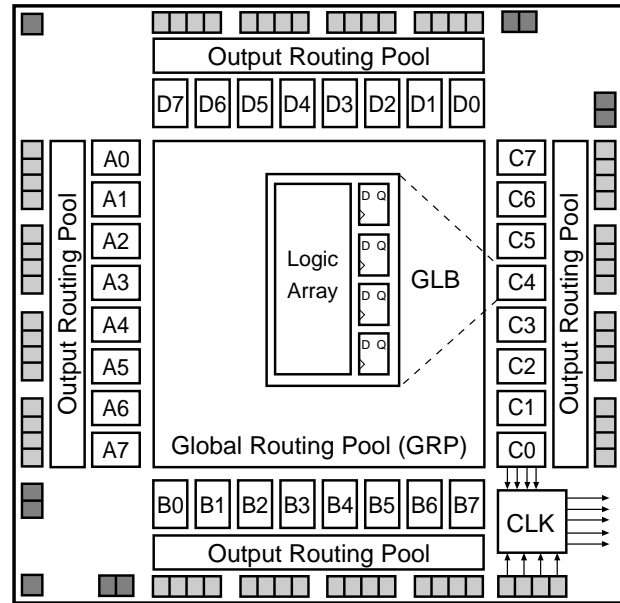 Output Routing Pool
D7 D6 D5 D4 D3 D2 D1 D0
Output Routing Pool
A0
A1
A2
A3
A4
A5
A6
A7
Logic
Array
D Q
D Q
D Q
D Q
GLB
Global Routing Pool (GRP)
C7
C6
C5
C4
C3
C2
C1
C0
Output Routing Pool
B0 B1 B2 B3 B4 B5 B6 B7
CLK
Output Routing Pool